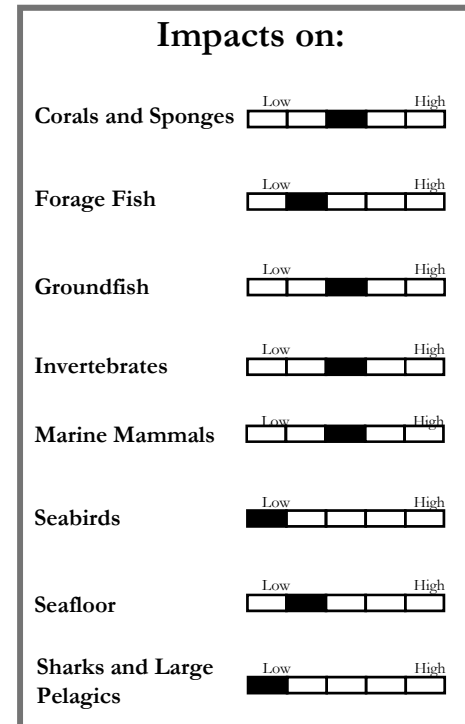 Impacts on:
Low High
Corals and Sponges
Low High
Forage Fish
Low High
Groundfish
Low High
Invertebrates
Low High
Marine Mammals
Low High
Seabirds
Low High
Seafloor
Sharks and Large
Low High
Pelagics